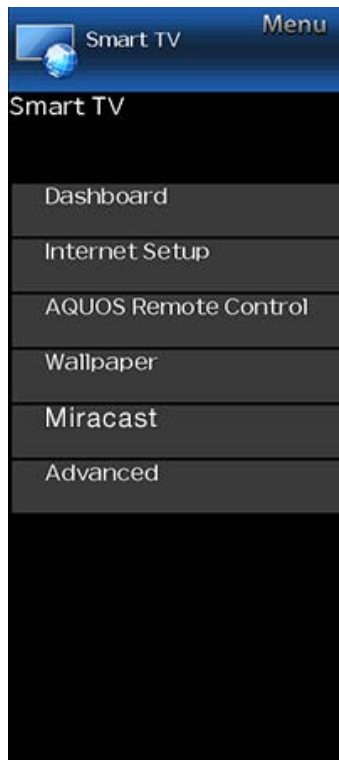 Menu
Smart TV
Smart TV
Dashboard
Internet Setup
AQUOS Remote Control
Wallpaper
Miracast
Advanced